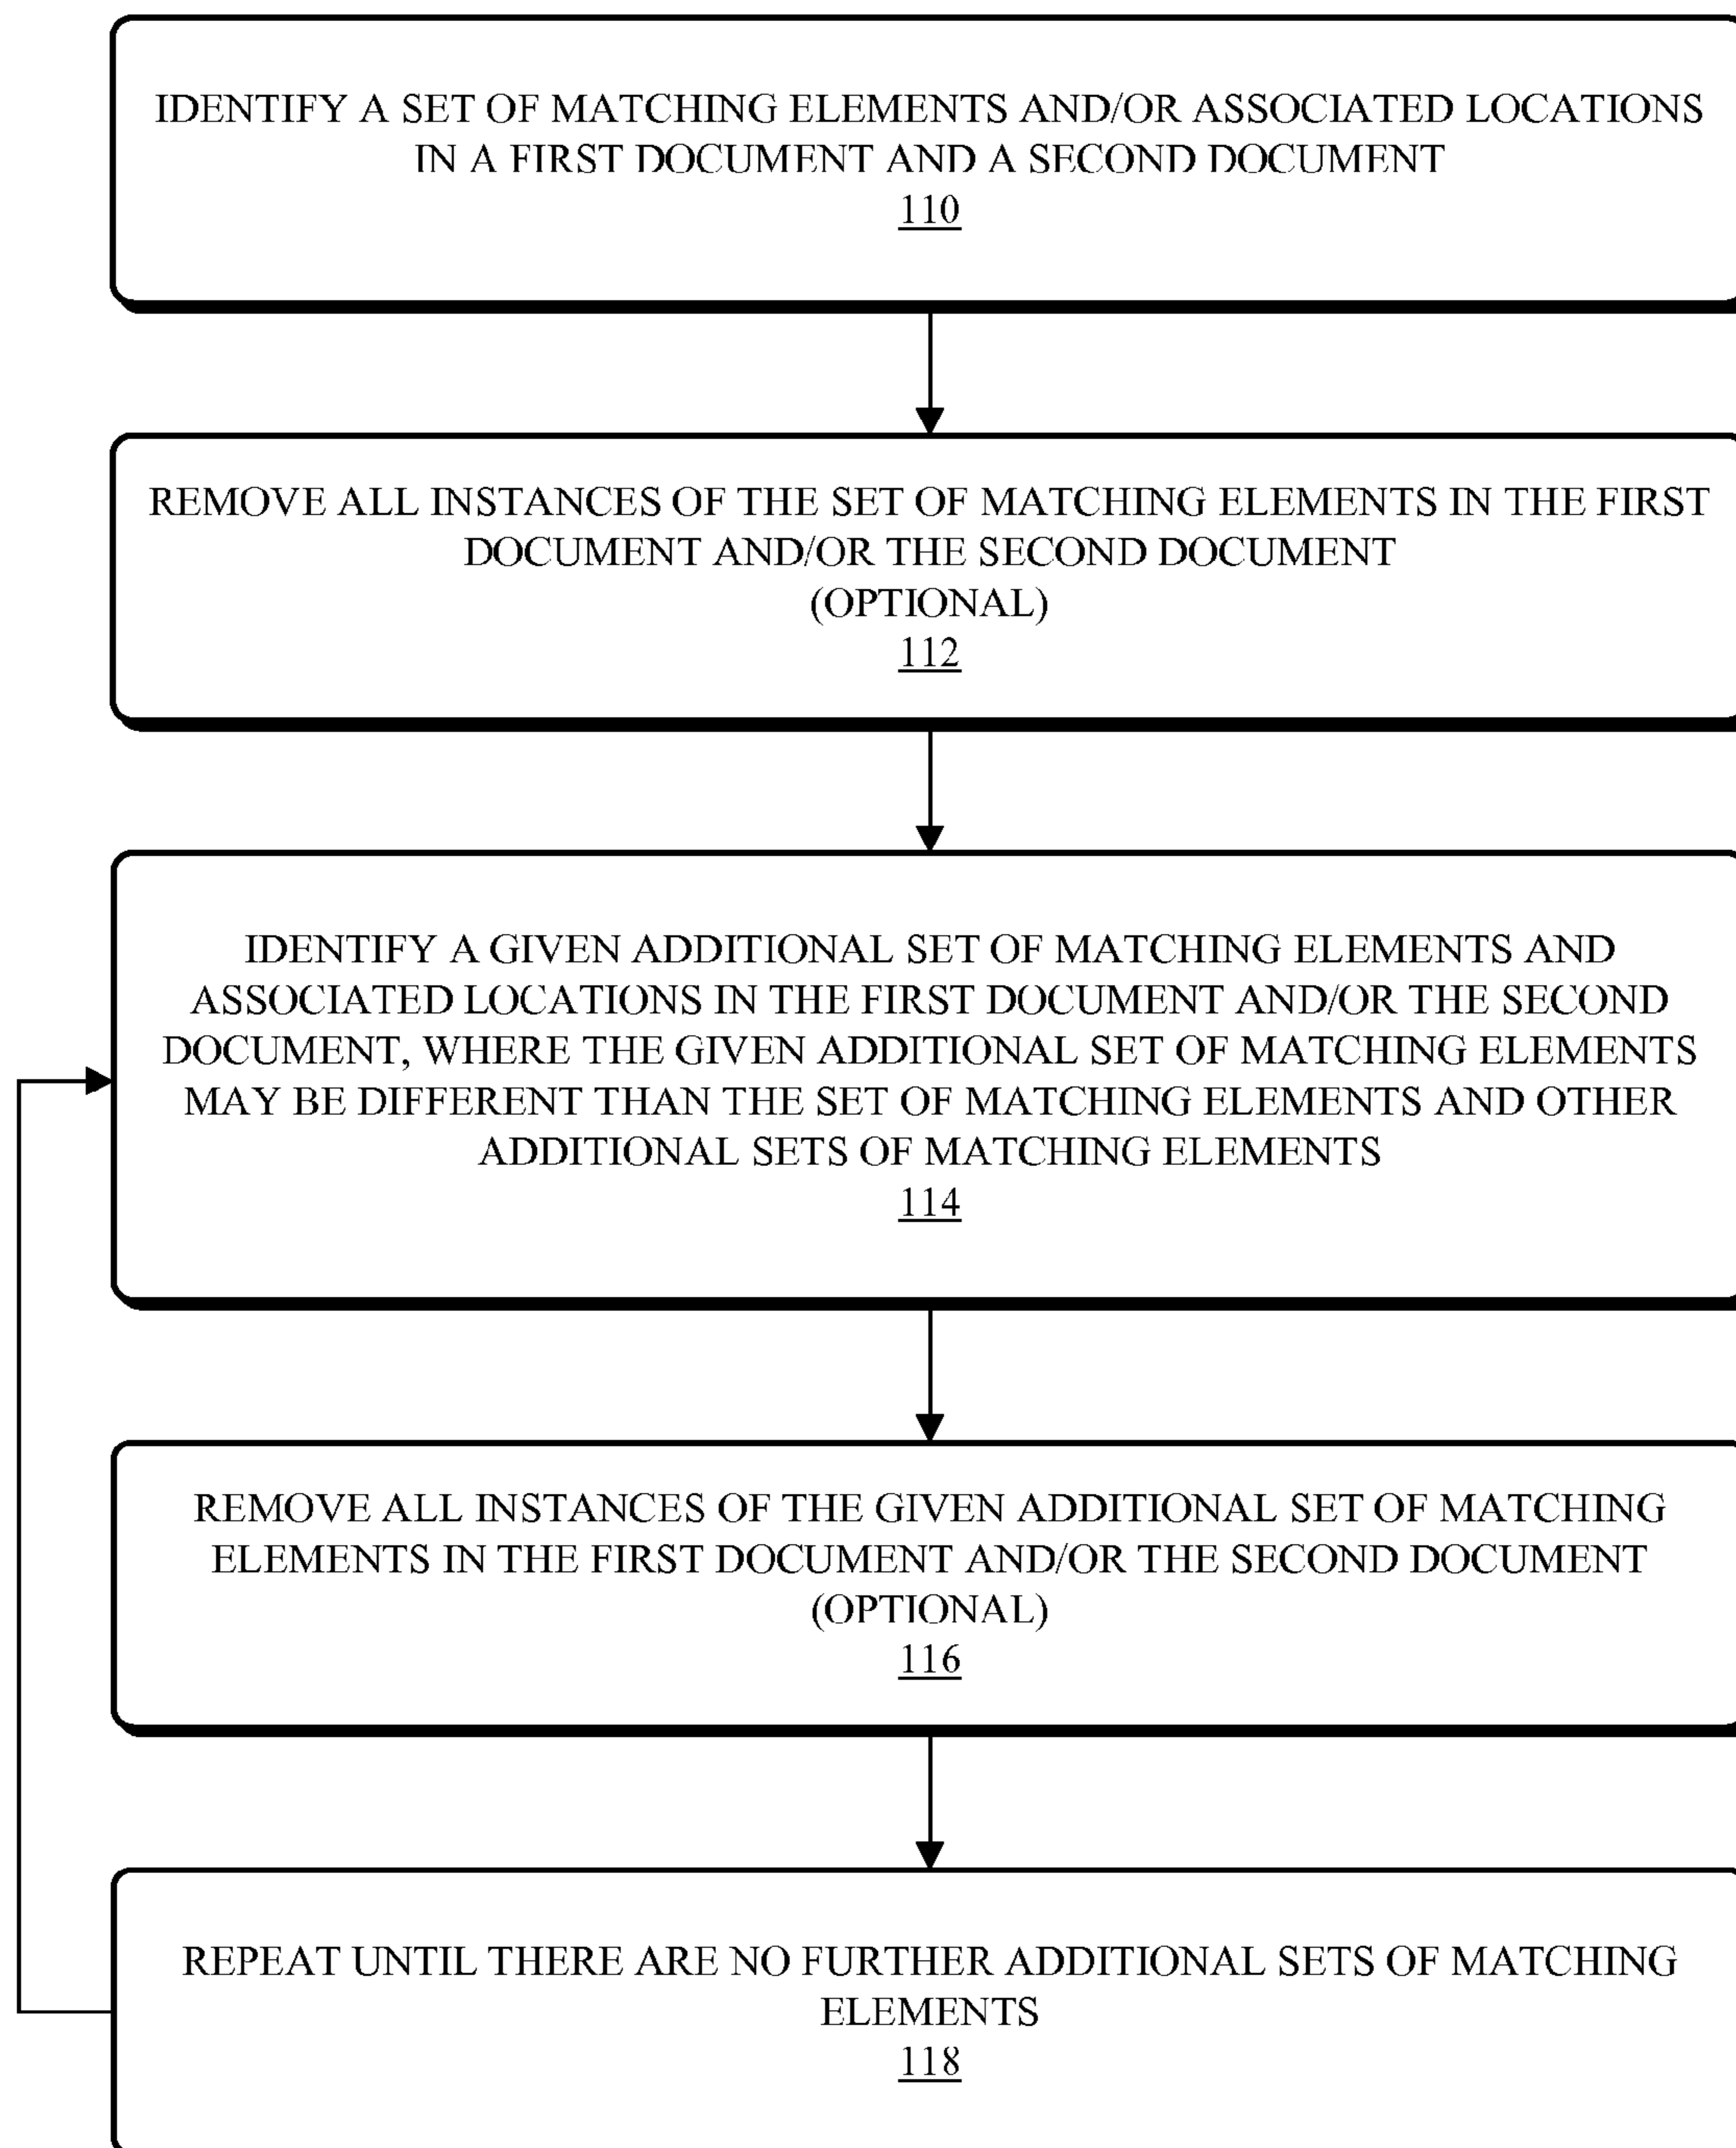 IDENTIFY A SET OF MATCHING ELEMENTS AND/OR ASSOCIATED LOCATIONS
IN A FIRST DOCUMENT AND A SECOND DOCUMENT
110
REMOVE ALL INSTANCES OF THE SET OF MATCHING ELEMENTS IN THE FIRST
DOCUMENT AND/OR THE SECOND DOCUMENT
(OPTIONAL)
112
IDENTIFY A GIVEN ADDITIONAL SET OF MATCHING ELEMENTS AND
ASSOCIATED LOCATIONS IN THE FIRST DOCUMENT AND/OR THE SECOND
DOCUMENT, WHERE THE GIVEN ADDITIONAL SET OF MATCHING ELEMENTS
MAY BE DIFFERENT THAN THE SET OF MATCHING ELEMENTS AND OTHER
ADDITIONAL SETS OF MATCHING ELEMENTS
114
REMOVE ALL INSTANCES OF THE GIVEN ADDITIONAL SET OF MATCHING
ELEMENTS IN THE FIRST DOCUMENT AND/OR THE SECOND DOCUMENT
(OPTIONAL)
116
REPEAT UNTIL THERE ARE NO FURTHER ADDITIONAL SETS OF MATCHING
ELEMENTS
118